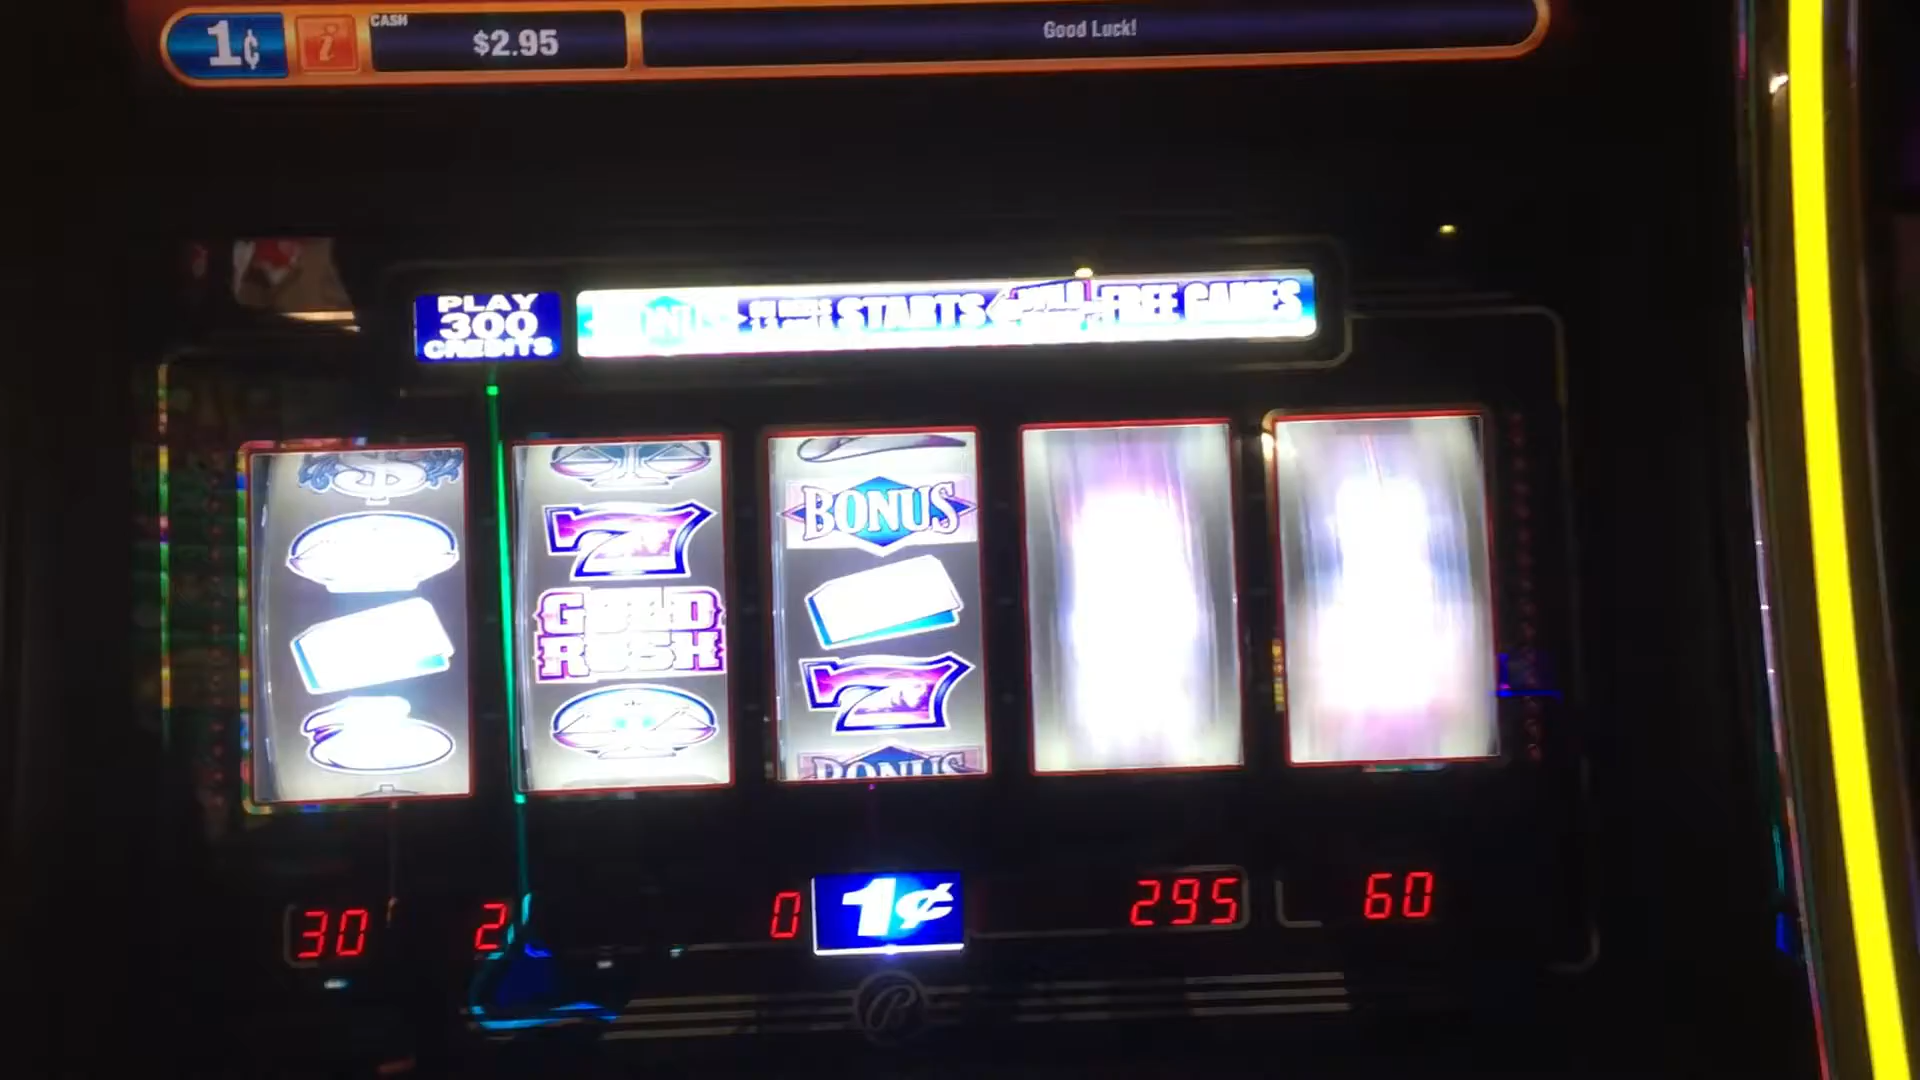 1¢
i
CASH
$2.95
Good Luck!
PLAY
300
CREDITS
STARTS
FREE GAMES
$
7
GOLD
RUSH
BONUS
7
BONUS
30
2
0
1¢
295
60
B